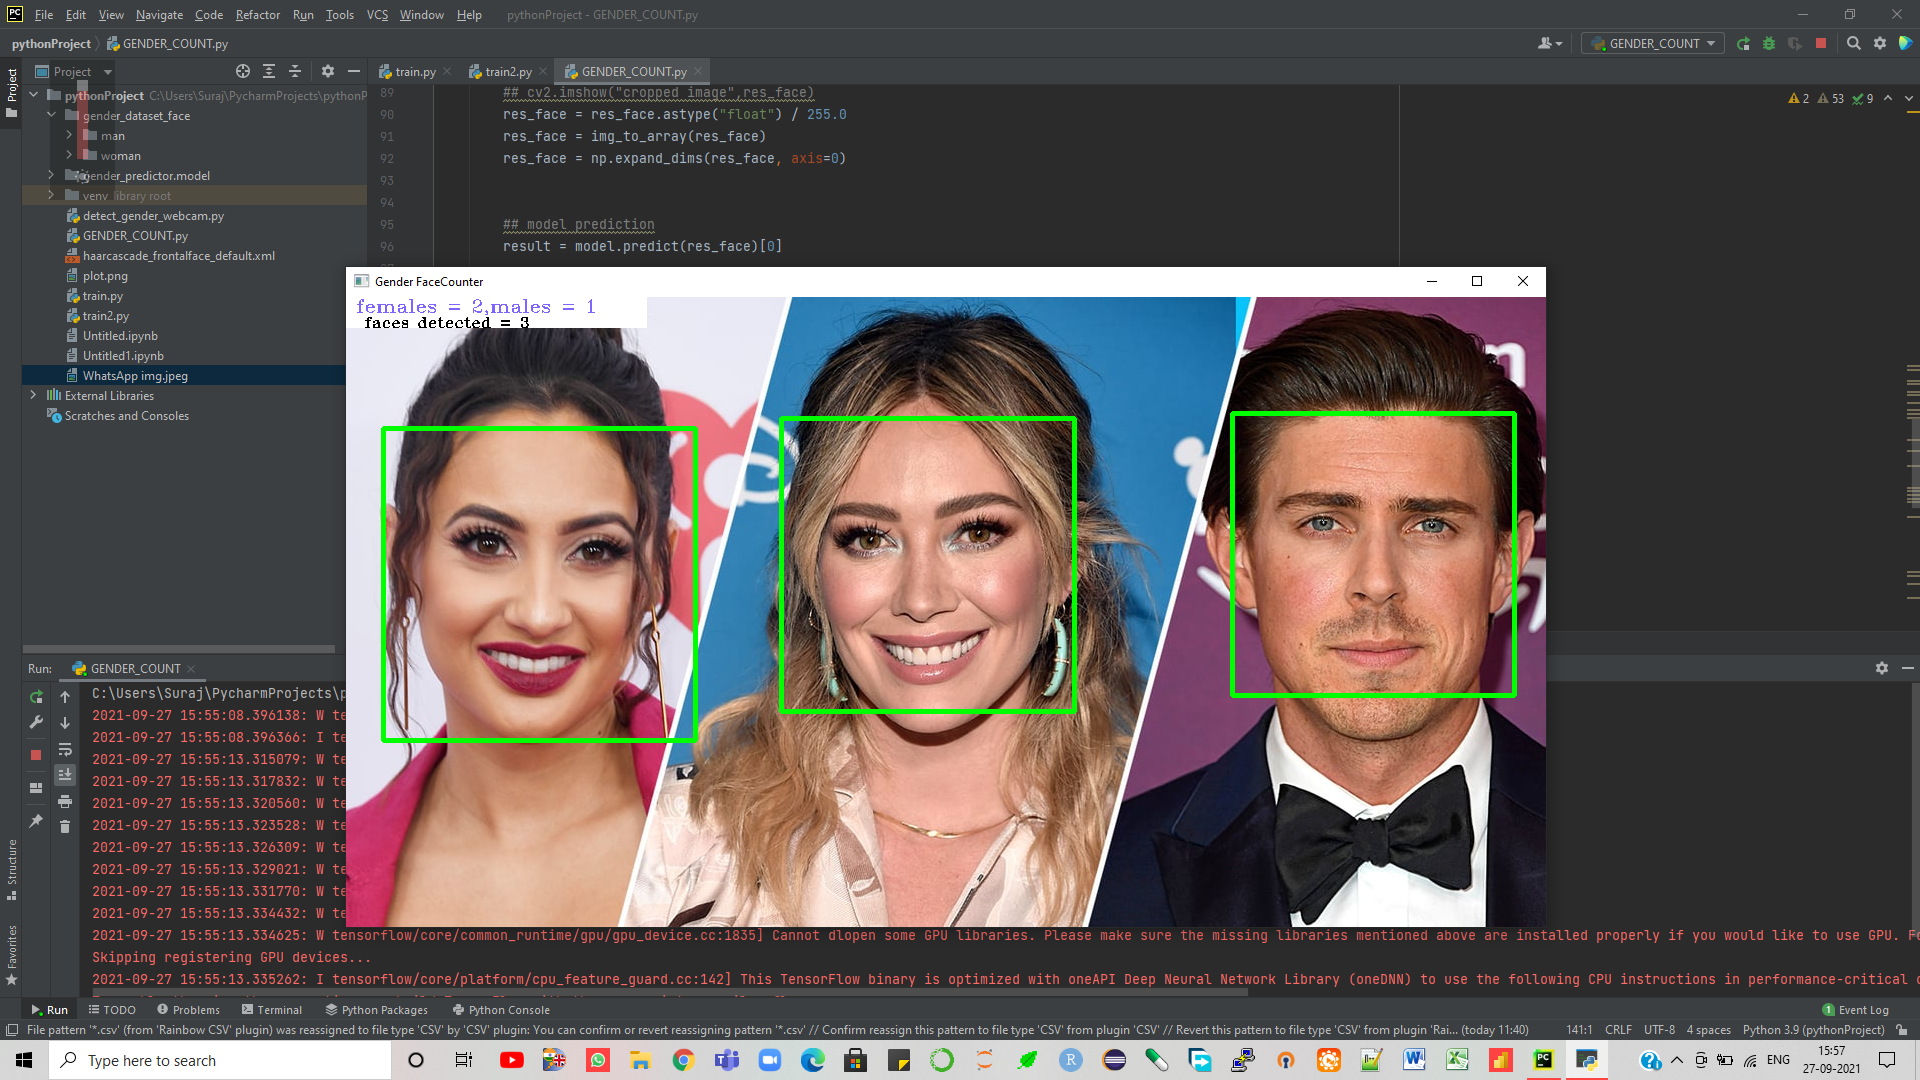 File Edit View Navigate Code Refactor Run Tools VCS Window Help pythonProject - GENDER_COUNT.py
pythonProject GENDER_COUNT.py
GENDER_COUNT
Project
Project
train.py train2.py GENDER_COUNT.py
pythonProject C:\Users\Suraj\PycharmProjects\pythonP
gender_dataset_face
man
woman
gender_predictor.model
venv library root
detect_gender_webcam.py
GENDER_COUNT.py
haarcascade_frontalface_default.xml
plot.png
train.py
train2.py
Untitled.ipynb
Untitled1.ipynb
WhatsApp img.jpeg
External Libraries
Scratches and Consoles
2 53 9
89 ## cv2.imshow("cropped image",res_face)
90 res_face = res_face.astype("float") / 255.0
91 res_face = img_to_array(res_face)
92 res_face = np.expand_dims(res_face, axis=0)
93
94
95 ## model prediction
96 result = model.predict(res_face)[0]
Gender FaceCounter
females = 2,males = 1
faces detected = 3
Run: GENDER_COUNT
C:\Users\Suraj\PycharmProjects\p
2021-09-27 15:55:08.396138: W te
2021-09-27 15:55:08.396366: I te
2021-09-27 15:55:13.315079: W te
2021-09-27 15:55:13.317832: W te
2021-09-27 15:55:13.320560: W te
2021-09-27 15:55:13.323528: W te
2021-09-27 15:55:13.326309: W te
2021-09-27 15:55:13.329021: W te
2021-09-27 15:55:13.331770: W te
2021-09-27 15:55:13.334432: W te
2021-09-27 15:55:13.334625: W tensorflow/core/common_runtime/gpu/gpu_device.cc:1835] Cannot dlopen some GPU libraries. Please make sure the missing libraries mentioned above are installed properly if you would like to use GPU. Fo
Skipping registering GPU devices...
2021-09-27 15:55:13.335262: I tensorflow/core/platform/cpu_feature_guard.cc:142] This TensorFlow binary is optimized with oneAPI Deep Neural Network Library (oneDNN) to use the following CPU instructions in performance-critical
Structure
Favorites
Run TODO Problems Terminal Python Packages Python Console 1 Event Log
File pattern '*.csv' (from 'Rainbow CSV' plugin) was reassigned to file type 'CSV' by 'CSV' plugin: You can confirm or revert reassigning pattern '*.csv' // Confirm reassign this pattern to file type 'CSV' from plugin 'CSV' // Revert this pattern to file type 'CSV' from plugin 'Rai... (today 11:40) 141:1 CRLF UTF-8 4 spaces Python 3.9 (pythonProject)
Type here to search
ENG
15:57
27-09-2021